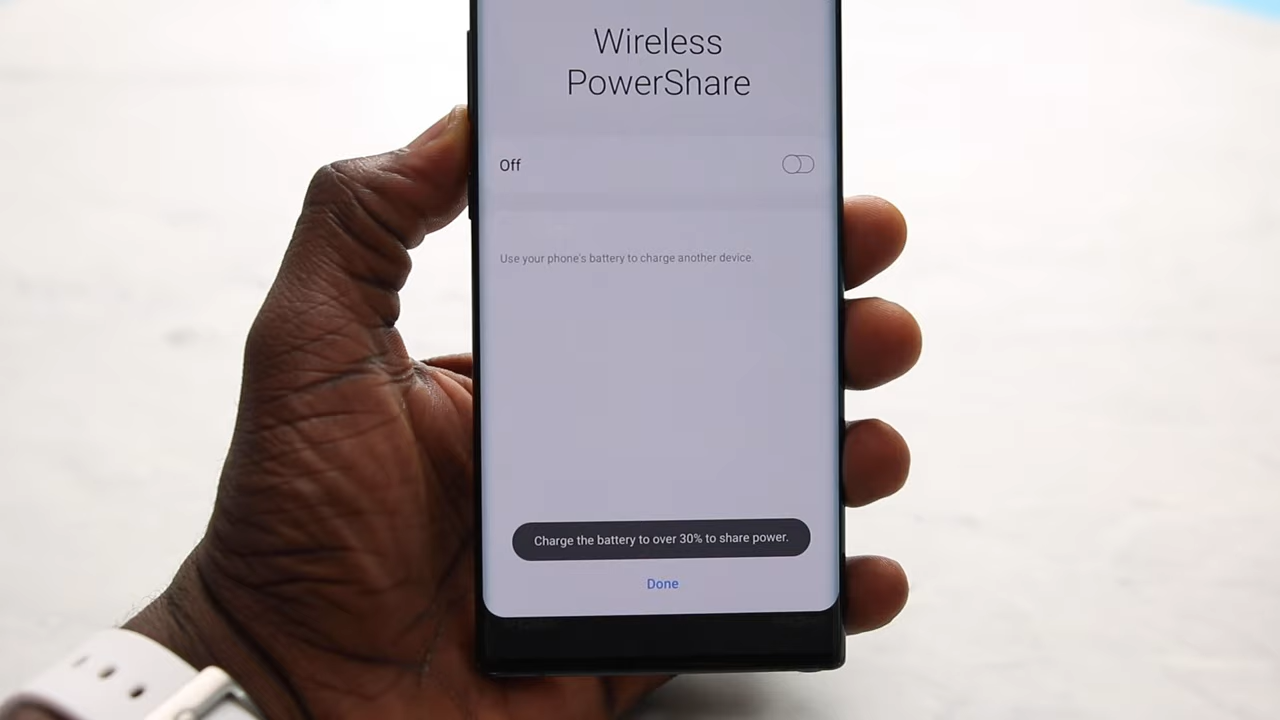 Wireless
PowerShare
Off
Use your phone's battery to charge another device.
Charge the battery to over 30% to share power.
Done